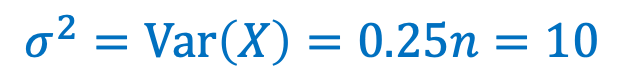 σ² = Var(X) = 0.25n = 10